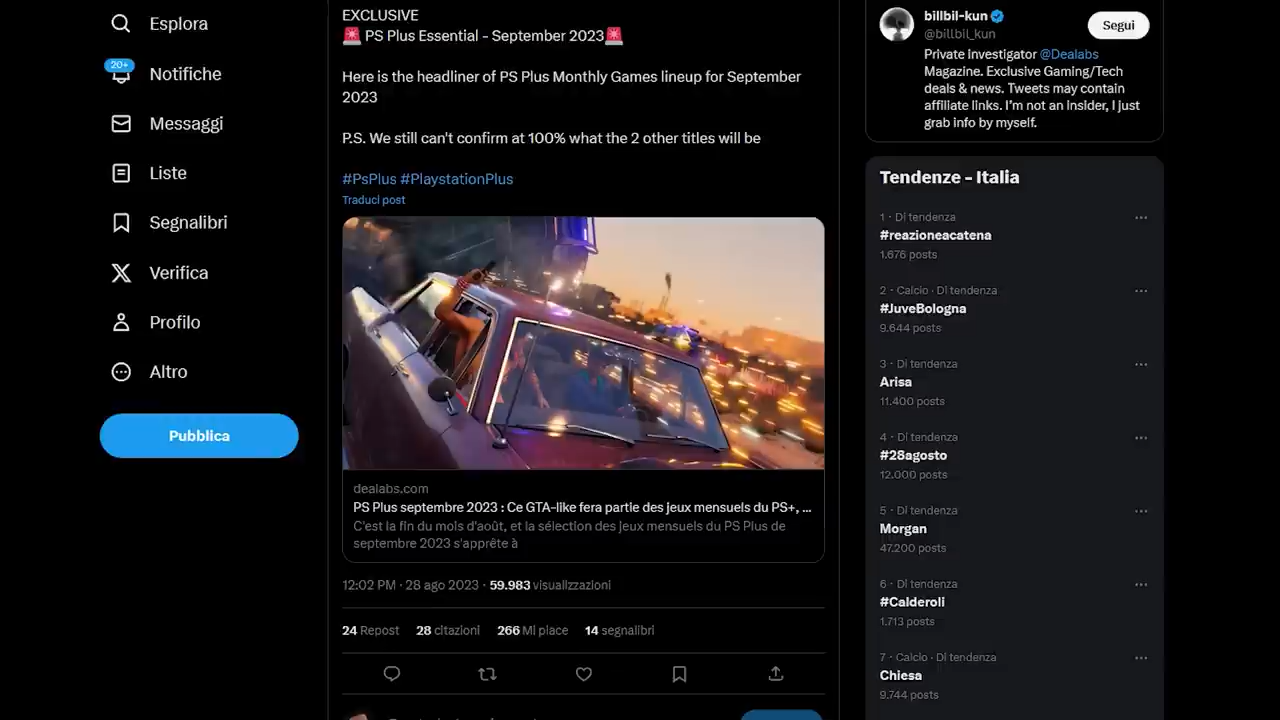 Esplora
20+
Notifiche
Messaggi
Liste
Segnalibri
Verifica
Profilo
Altro
Pubblica
EXCLUSIVE
🚨 PS Plus Essential - September 2023🚨
Here is the headliner of PS Plus Monthly Games lineup for September
2023
P.S. We still can't confirm at 100% what the 2 other titles will be
#PsPlus #PlaystationPlus
Traduci post
dealabs.com
PS Plus septembre 2023 : Ce GTA-like fera partie des jeux mensuels du PS+, ...
C'est la fin du mois d'août, et la sélection des jeux mensuels du PS Plus de
septembre 2023 s'apprête à
12:02 PM · 28 ago 2023 · 59.983 visualizzazioni
24 Repost 28 citazioni 266 Mi piace 14 segnalibri
billbil-kun
@billbil_kun
Segui
Private investigator @Dealabs
Magazine. Exclusive Gaming/Tech
deals & news. Tweets may contain
affiliate links. I'm not an insider, I just
grab info by myself.
Tendenze - Italia
1 · Di tendenza
#reazioneacatena
1.676 posts
2 · Calcio · Di tendenza
#JuveBologna
9.644 posts
3 · Di tendenza
Arisa
11.400 posts
4 · Di tendenza
#28agosto
12.000 posts
5 · Di tendenza
Morgan
47.200 posts
6 · Di tendenza
#Calderoli
1.713 posts
7 · Calcio · Di tendenza
Chiesa
9.744 posts